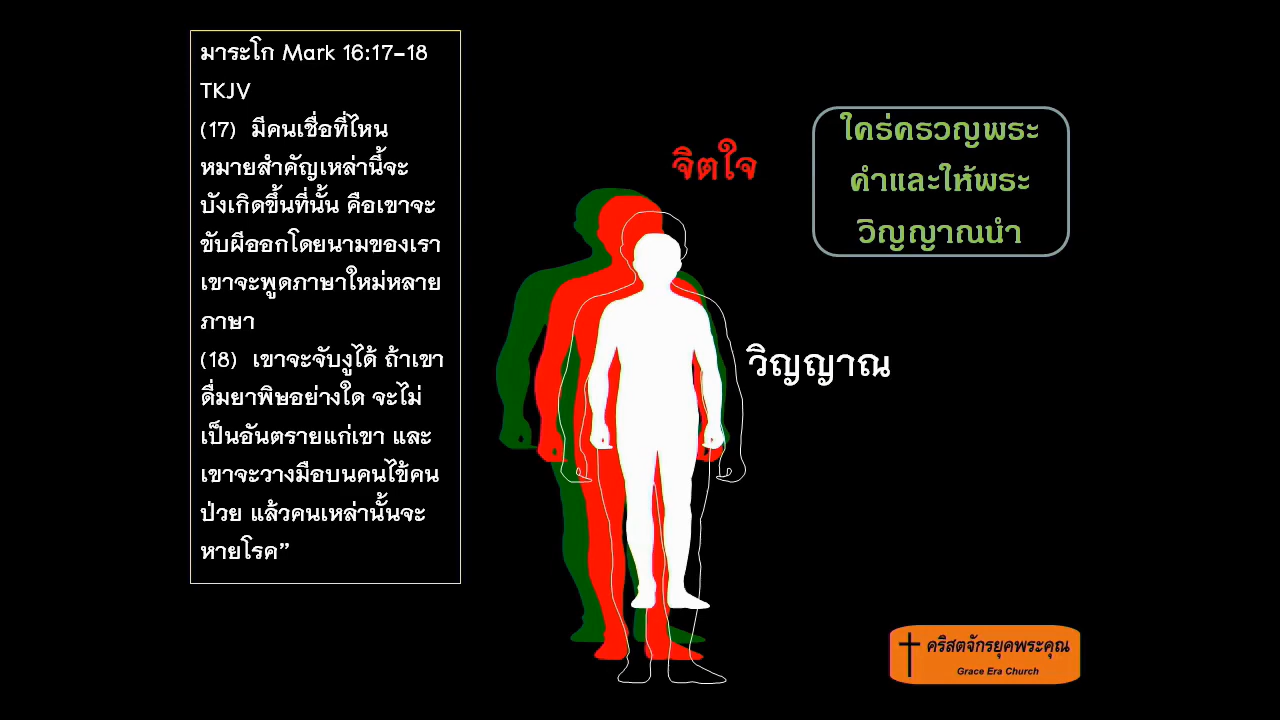 มาระโก Mark 16:17-18
TKJV
(17) มีคนเชื่อที่ไหน
หมายสำคัญเหล่านี้จะ
บังเกิดขึ้นที่นั้น คือเขาจะ
ขับผีออกโดยนามของเรา
เขาจะพูดภาษาใหม่หลาย
ภาษา
(18) เขาจะจับงูได้ ถ้าเขา
ดื่มยาพิษอย่างใด จะไม่
เป็นอันตรายแก่เขา และ
เขาจะวางมือบนคนไข้คน
ป่วย แล้วคนเหล่านั้นจะ
หายโรค”
จิตใจ
วิญญาณ
ใคร่ครวญพระ
คำและให้พระ
วิญญาณนำ
คริสตจักรยุคพระคุณ
Grace Era Church